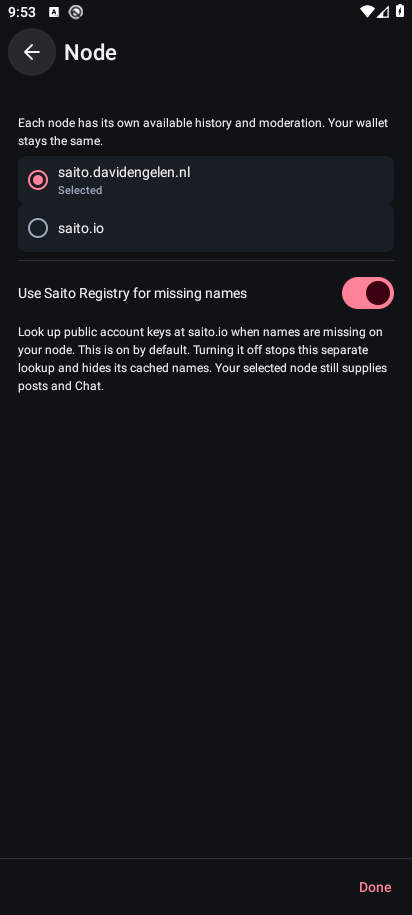 9:53
Node
Each node has its own available history and moderation. Your wallet
stays the same.
saito.davidengelen.nl
Selected
saito.io
Use Saito Registry for missing names
Look up public account keys at saito.io when names are missing on
your node. This is on by default. Turning it off stops this separate
lookup and hides its cached names. Your selected node still supplies
posts and Chat.
Done